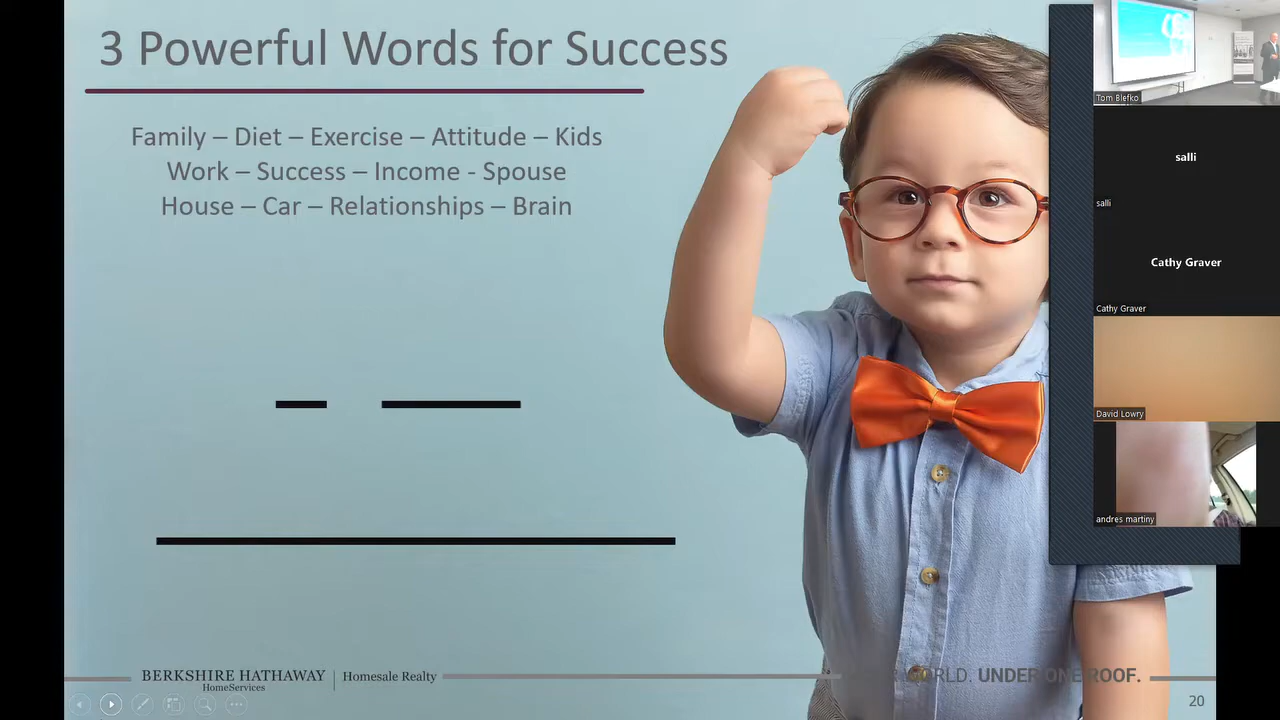 3 Powerful Words for Success
Family – Diet – Exercise – Attitude – Kids
Work – Success – Income - Spouse
House – Car – Relationships – Brain
BERKSHIRE HATHAWAY
HomeServices
Homesale Realty
WORLD. UNDER ONE ROOF.
20
Tom Blefko
salli
salli
Cathy Graver
Cathy Graver
David Lowry
andres martiny